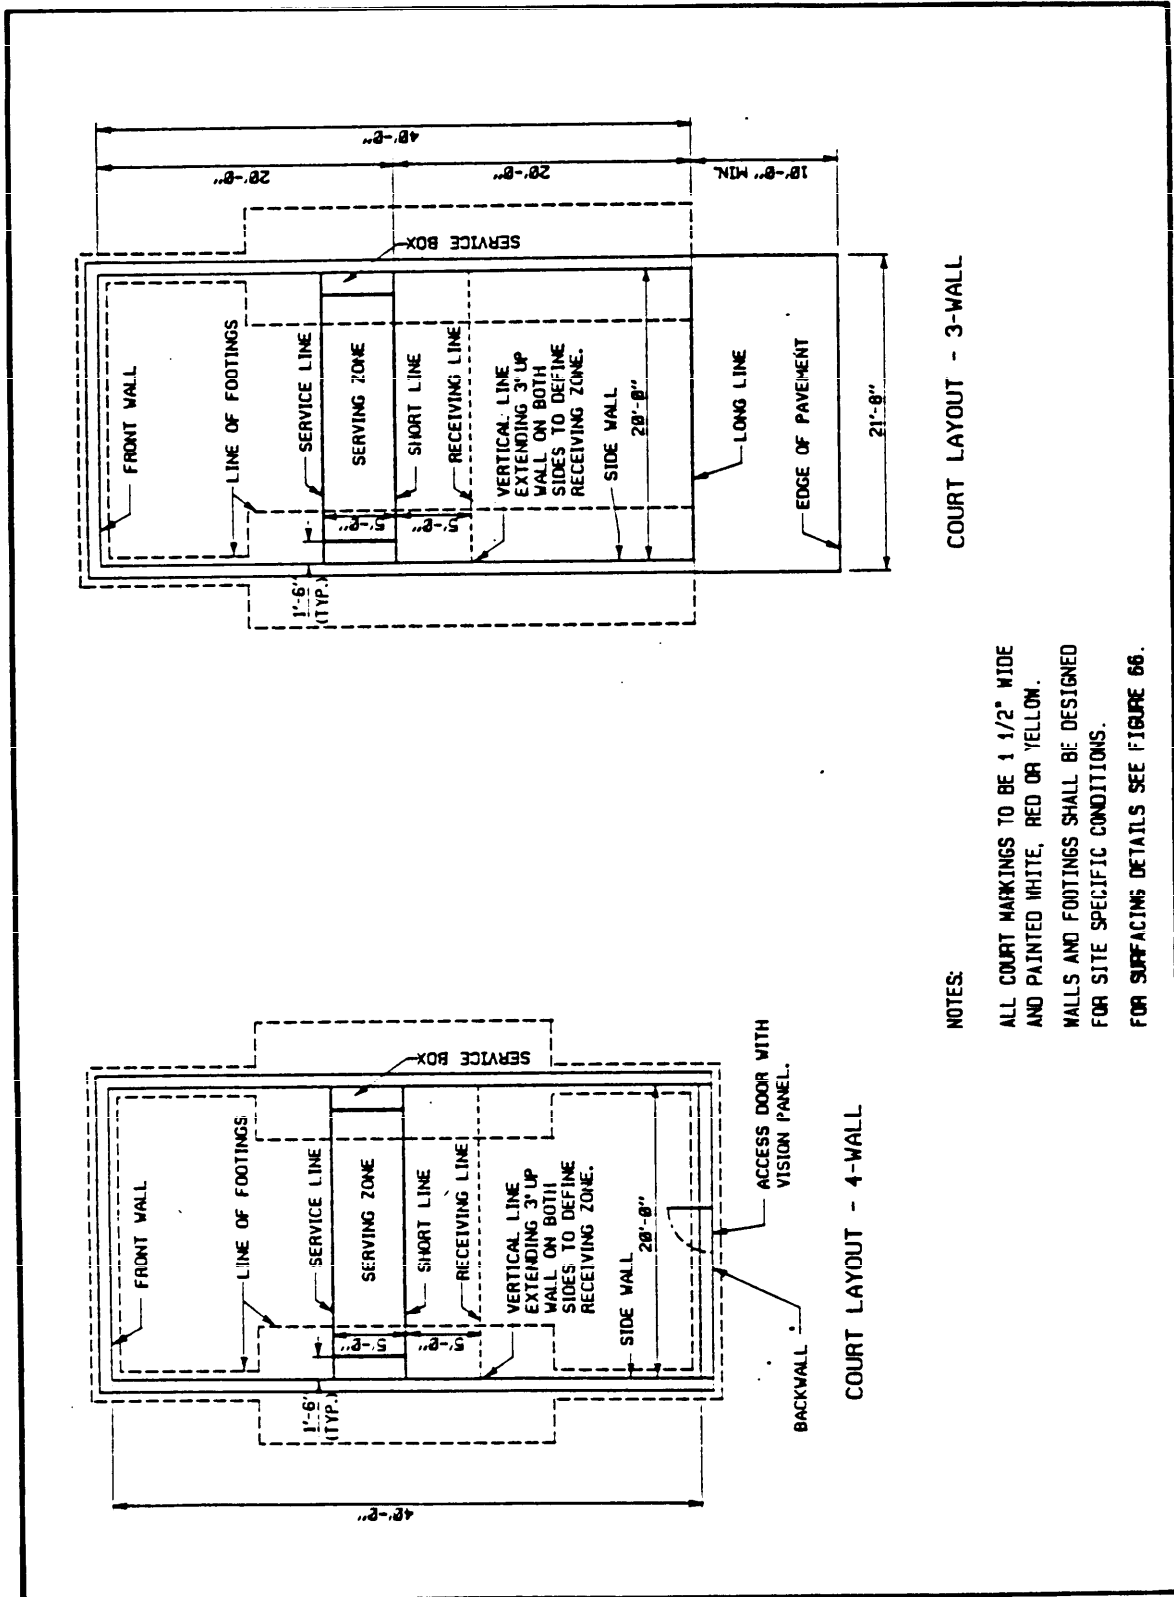 FRONT WALL
LINE OF FOOTINGS
SERVICE LINE
SERVING ZONE
SHORT LINE
RECEIVING LINE
VERTICAL LINE
EXTENDING 3' UP
WALL ON BOTH
SIDES TO DEFINE
RECEIVING ZONE.
SIDE WALL
20'-0"
5'-0"
5'-0"
1'-6"
(TYP.)
40'-0"
SERVICE BOX
ACCESS DOOR WITH
VISION PANEL.
BACKWALL
COURT LAYOUT - 4-WALL
FRONT WALL
LINE OF FOOTINGS
SERVICE LINE
SERVING ZONE
SHORT LINE
RECEIVING LINE
VERTICAL LINE
EXTENDING 3' UP
WALL ON BOTH
SIDES TO DEFINE
RECEIVING ZONE.
SIDE WALL
20'-0"
5'-0"
5'-0"
1'-6"
(TYP.)
SERVICE BOX
40'-0"
20'-0"
20'-0"
10'-0" MIN.
LONG LINE
EDGE OF PAVEMENT
21'-8"
COURT LAYOUT - 3-WALL
NOTES:
ALL COURT MARKINGS TO BE 1 1/2" WIDE
AND PAINTED WHITE, RED OR YELLOW.
WALLS AND FOOTINGS SHALL BE DESIGNED
FOR SITE SPECIFIC CONDITIONS.
FOR SURFACING DETAILS SEE FIGURE 66.